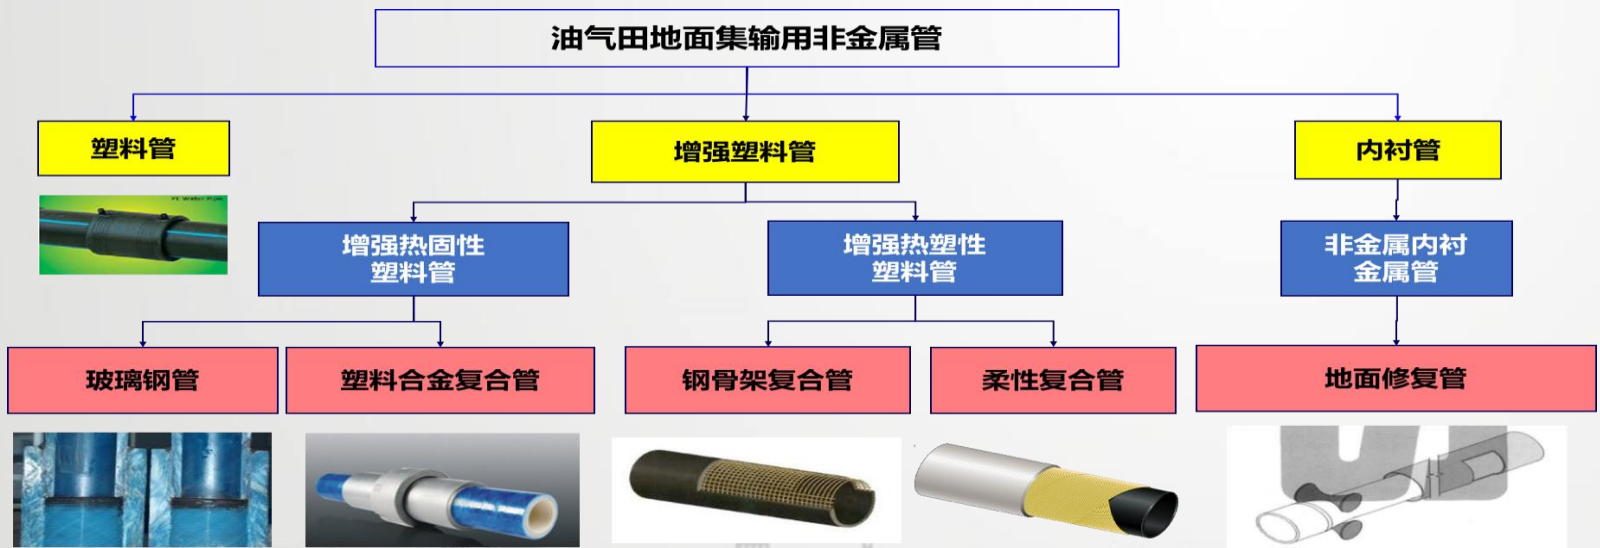 油气田地面集输用非金属管
塑料管
增强塑料管
内衬管
PE Water Pipe
增强热固性
塑料管
增强热塑性
塑料管
非金属内衬
金属管
玻璃钢管
塑料合金复合管
钢骨架复合管
柔性复合管
地面修复管